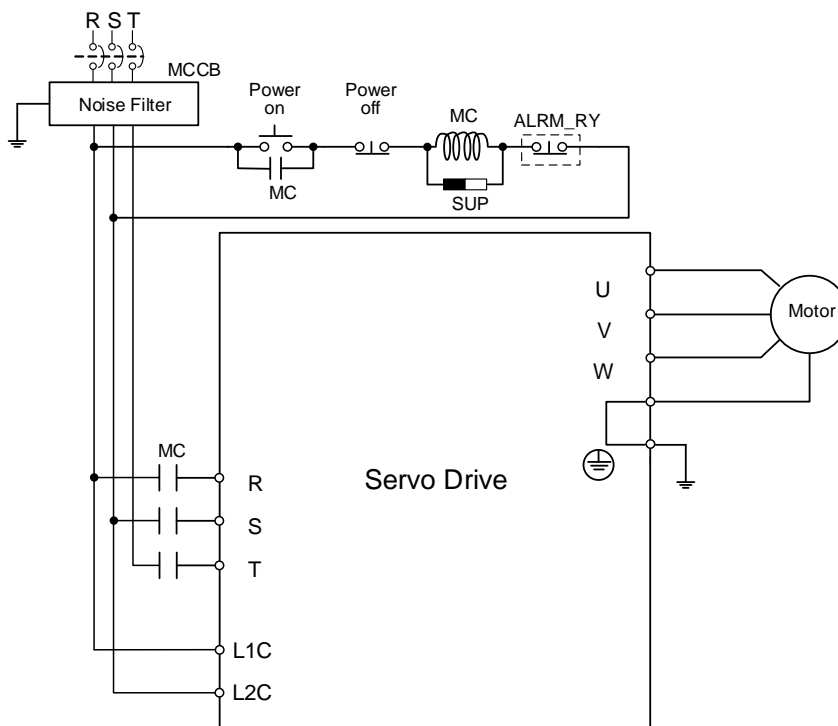 R S T
MCCB
Noise Filter
Power
on
Power
off
MC
ALRM_RY
MC
SUP
U
V
W
Motor
MC
R
S
T
Servo Drive
L1C
L2C